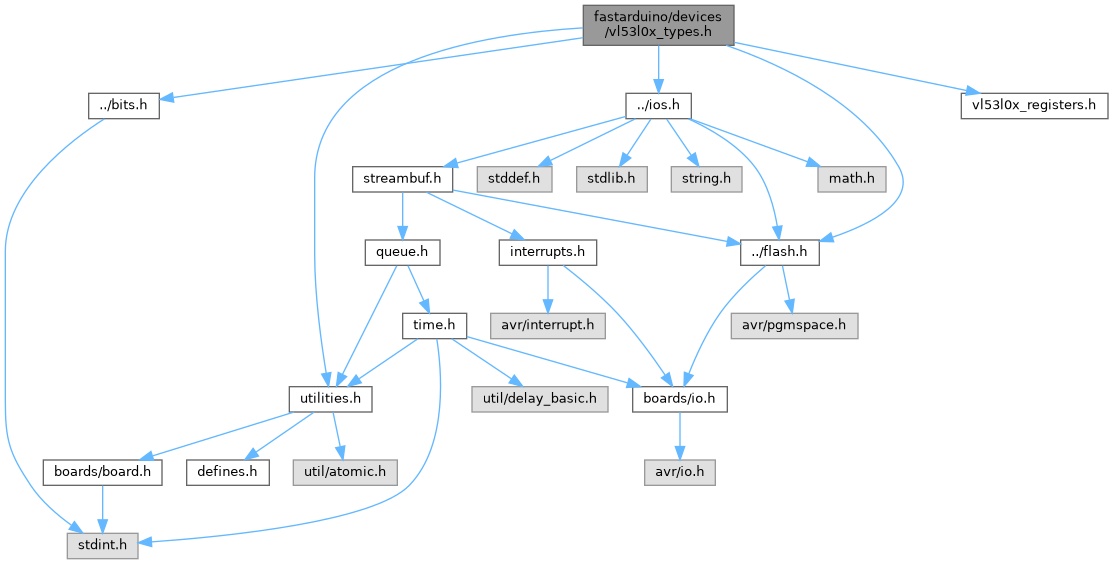 fastarduino/devices
/vl53l0x_types.h
../bits.h
../ios.h
vl53l0x_registers.h
streambuf.h
stddef.h
stdlib.h
string.h
math.h
queue.h
interrupts.h
../flash.h
time.h
avr/interrupt.h
avr/pgmspace.h
utilities.h
util/delay_basic.h
boards/io.h
boards/board.h
defines.h
util/atomic.h
avr/io.h
stdint.h